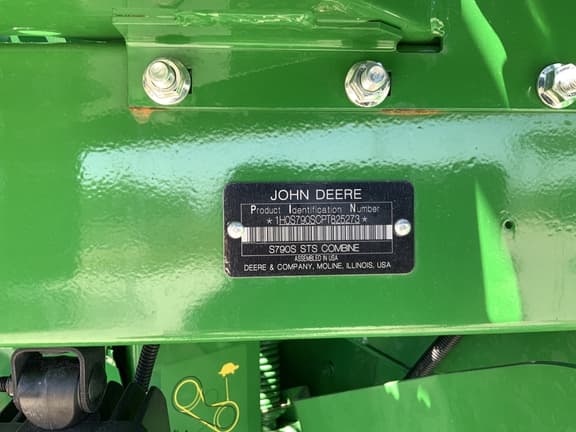 JOHN DEERE
Product Identification Number
*1H0S790SCPT825273*
S790S STS COMBINE
ASSEMBLED IN USA
DEERE & COMPANY, MOLINE, ILLINOIS, USA